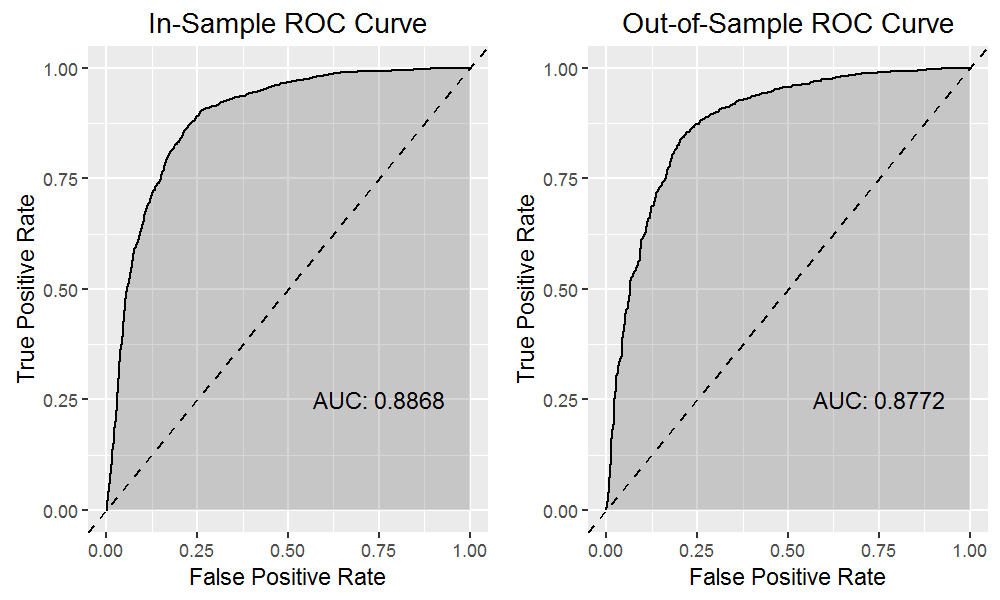 In-Sample ROC Curve
True Positive Rate
1.00
0.75
0.50
0.25
0.00
AUC: 0.8868
0.00 0.25 0.50 0.75 1.00
False Positive Rate
Out-of-Sample ROC Curve
True Positive Rate
1.00
0.75
0.50
0.25
0.00
AUC: 0.8772
0.00 0.25 0.50 0.75 1.00
False Positive Rate